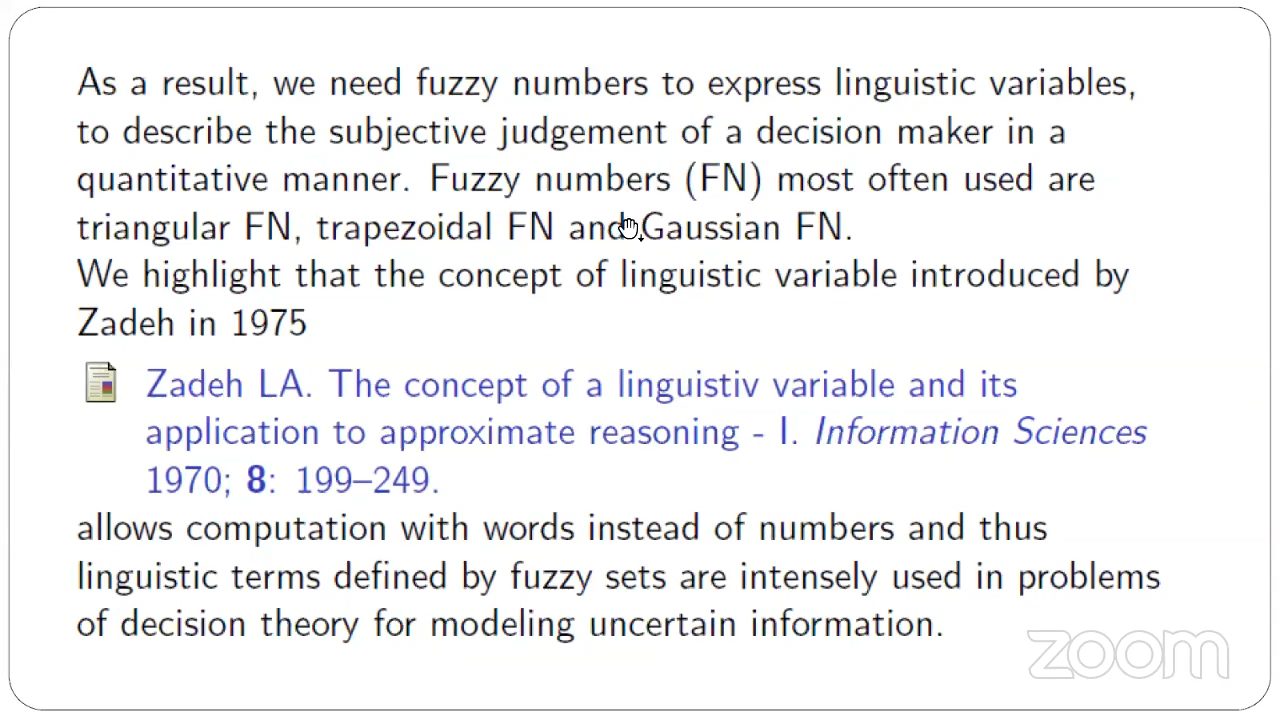 As a result, we need fuzzy numbers to express linguistic variables,
to describe the subjective judgement of a decision maker in a
quantitative manner. Fuzzy numbers (FN) most often used are
triangular FN, trapezoidal FN and Gaussian FN.
We highlight that the concept of linguistic variable introduced by
Zadeh in 1975
Zadeh LA. The concept of a linguistiv variable and its
application to approximate reasoning - I. Information Sciences
1970; 8: 199–249.
allows computation with words instead of numbers and thus
linguistic terms defined by fuzzy sets are intensely used in problems
of decision theory for modeling uncertain information.
zoom